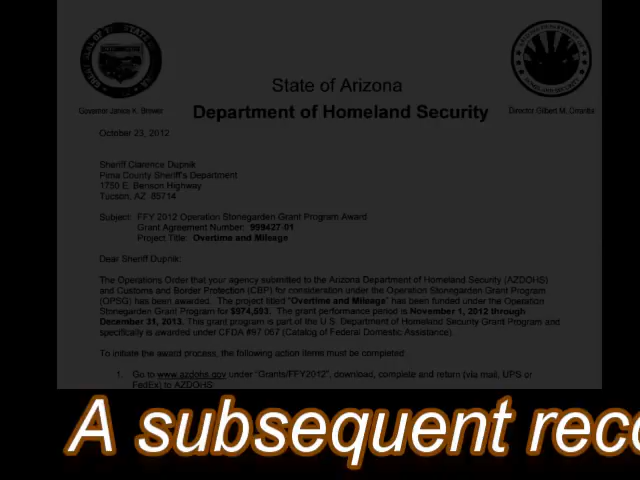 State of Arizona
Department of Homeland Security
Governor Janice K. Brewer
Director Gilbert M. Orrantia
October 23, 2012
Sheriff Clarence Dupnik
Pima County Sheriff's Department
1750 E. Benson Highway
Tucson, AZ 85714
Subject: FFY 2012 Operation Stonegarden Grant Program Award
Grant Agreement Number: 999427-01
Project Title: Overtime and Mileage
Dear Sheriff Dupnik:
The Operations Order that your agency submitted to the Arizona Department of Homeland Security (AZDOHS)
and Customs and Border Protection (CBP) for consideration under the Operation Stonegarden Grant Program
(OPSG) has been awarded. The project titled "Overtime and Mileage" has been funded under the Operation
Stonegarden Grant Program for $974,693. The grant performance period is November 1, 2012 through
December 31, 2013. This grant program is part of the U.S. Department of Homeland Security Grant Program and
specifically is awarded under CFDA #97.067 (Catalog of Federal Domestic Assistance).
To initiate the award process, the following action items must be completed:
1. Go to www.azdohs.gov under "Grants/FFY2012", download, complete and return (via mail, UPS or
FedEx) to AZDOHS:
A subsequent reco